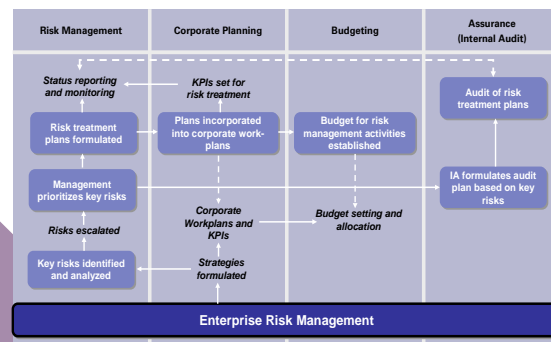 Risk Management
Corporate Planning
Budgeting
Assurance
(Internal Audit)
Status reporting
and monitoring
KPIs set for
risk treatment
Audit of risk
treatment plans
Risk treatment
plans formulated
Plans incorporated
into corporate work-
plans
Budget for risk
management activities
established
Management
prioritizes key risks
IA formulates audit
plan based on key
risks
Risks escalated
Corporate
Workplans and
KPIs
Budget setting and
allocation
Key risks identified
and analyzed
Strategies
formulated
Enterprise Risk Management